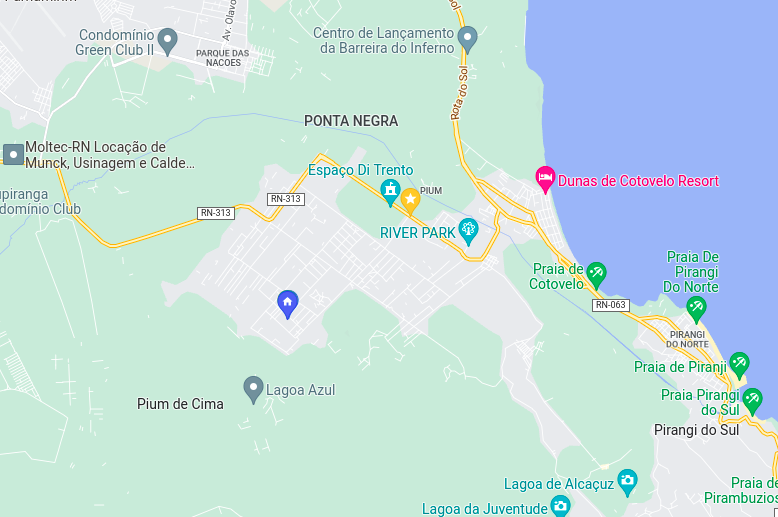 Av. Olavo
Condomínio
Green Club II
PARQUE DAS
NACOES
Centro de Lançamento
da Barreira do Inferno
Rota do Sol
PONTA NEGRA
Moltec-RN Locação de
Munck, Usinagem e Calde...
Espaço Di Trento
PIUM
Dunas de Cotovelo Resort
upiranga
ndomínio Club
RN-313
RN-313
RIVER PARK
Praia de
Cotovelo
Praia De
Pirangi
Do Norte
RN-063
PIRANGI
DO NORTE
Praia de Piranji
Lagoa Azul
Pium de Cima
Praia Pirangi
do Sul
Pirangi do Sul
Lagoa de Alcaçuz
Praia de
Pirambuzios
Lagoa da Juventude